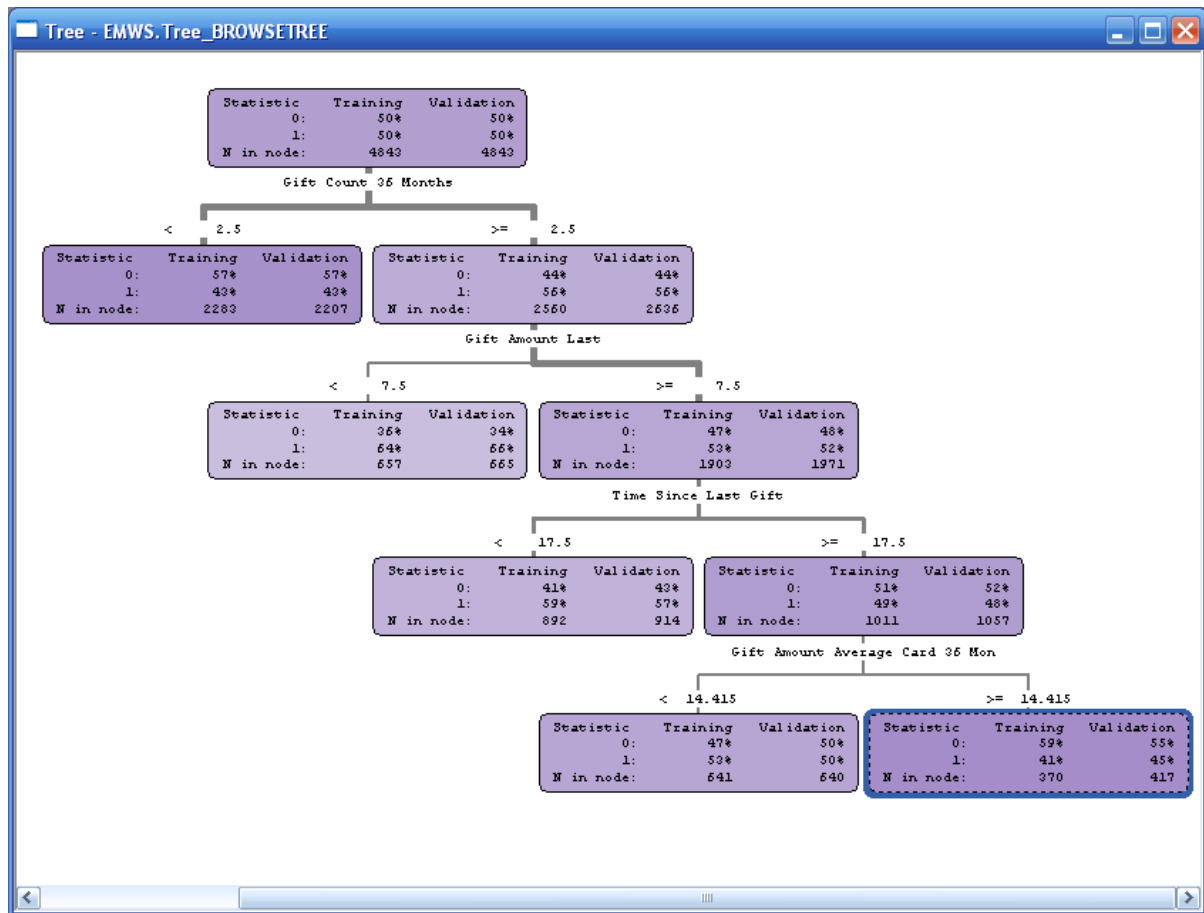 Tree - EMWS.Tree_BROWSETREE
Statistic Training Validation
0: 50% 50%
1: 50% 50%
N in node: 4843 4843
Gift Count 36 Months
< 2.5
>= 2.5
Statistic Training Validation
0: 57% 57%
1: 43% 43%
N in node: 2283 2207
Statistic Training Validation
0: 44% 44%
1: 56% 56%
N in node: 2560 2636
Gift Amount Last
< 7.5
>= 7.5
Statistic Training Validation
0: 36% 34%
1: 64% 66%
N in node: 657 665
Statistic Training Validation
0: 47% 48%
1: 53% 52%
N in node: 1903 1971
Time Since Last Gift
< 17.5
>= 17.5
Statistic Training Validation
0: 41% 43%
1: 59% 57%
N in node: 892 914
Statistic Training Validation
0: 51% 52%
1: 49% 48%
N in node: 1011 1057
Gift Amount Average Card 36 Mon
< 14.415
>= 14.415
Statistic Training Validation
0: 47% 50%
1: 53% 50%
N in node: 641 640
Statistic Training Validation
0: 59% 55%
1: 41% 45%
N in node: 370 417